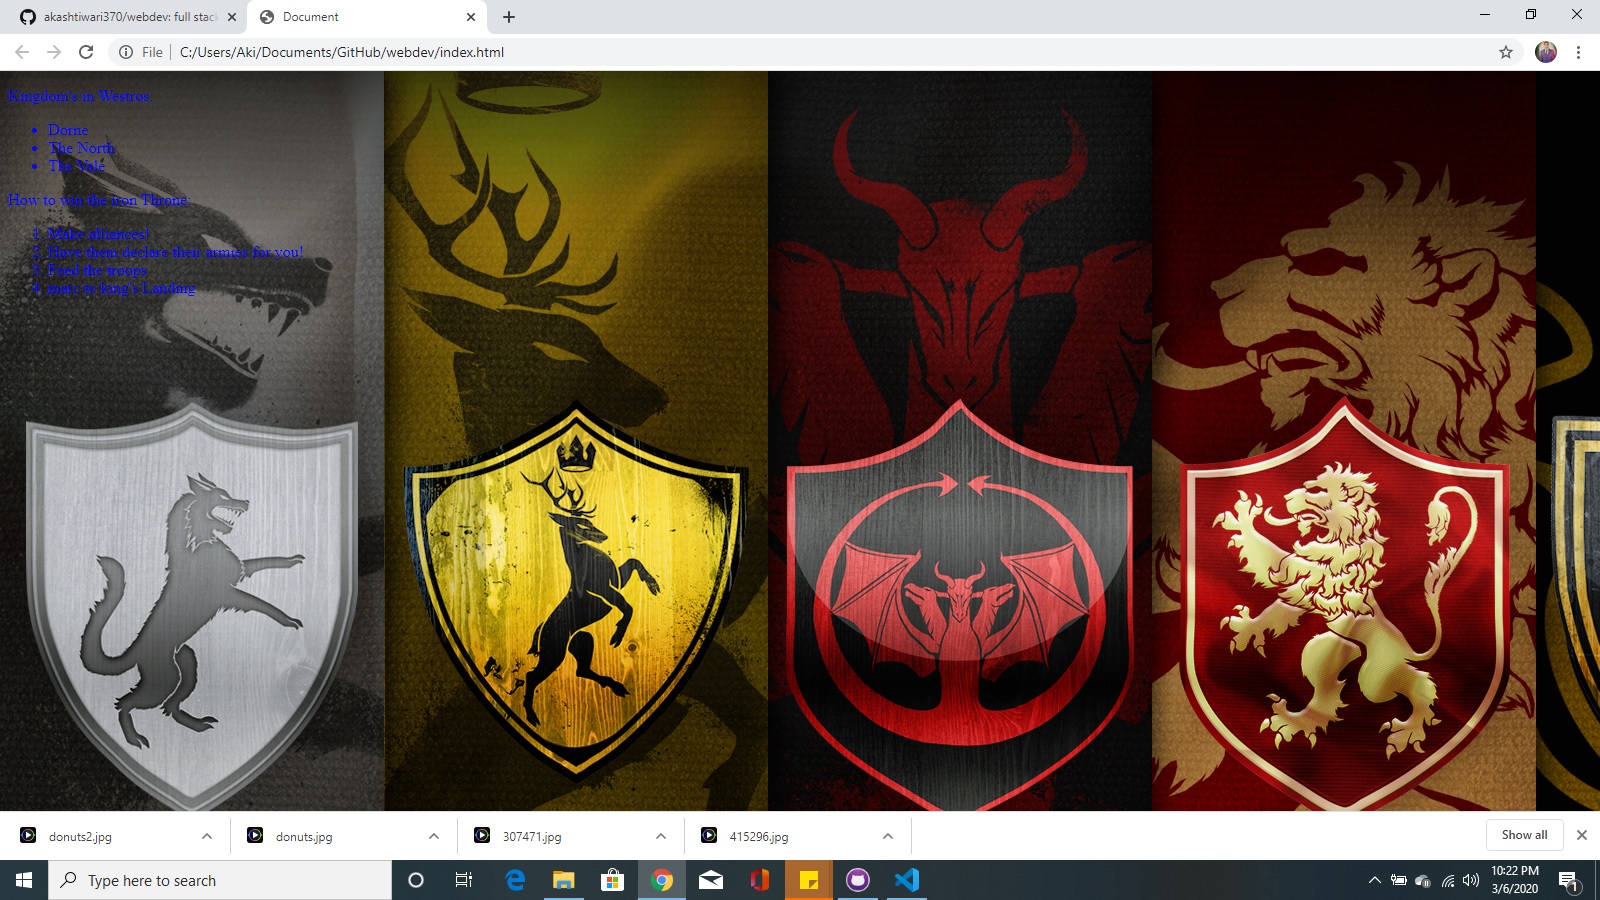 akashtiwari370/webdev: full stack
Document
File
C:/Users/Aki/Documents/GitHub/webdev/index.html
Kingdom's in Westros.
Dorne
The North
The Vale
How to win the iron Throne:
1. Make alliances!
2. Have them declare their armies for you!
3. Feed the troops
4. marc to king's Landing
donuts2.jpg
donuts.jpg
307471.jpg
415296.jpg
Show all
Type here to search
10:22 PM
3/6/2020
1